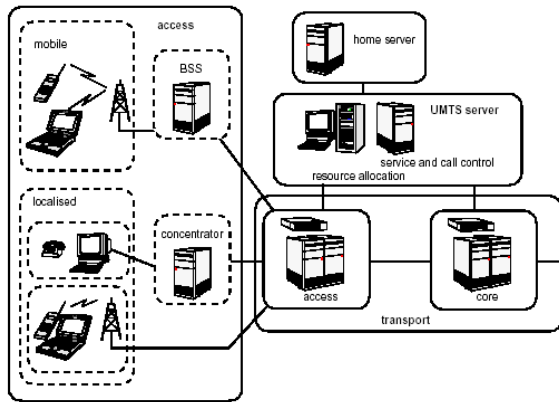 access
mobile
BSS
home server
UMTS server
service and call control
resource allocation
localised
concentrator
access
core
transport